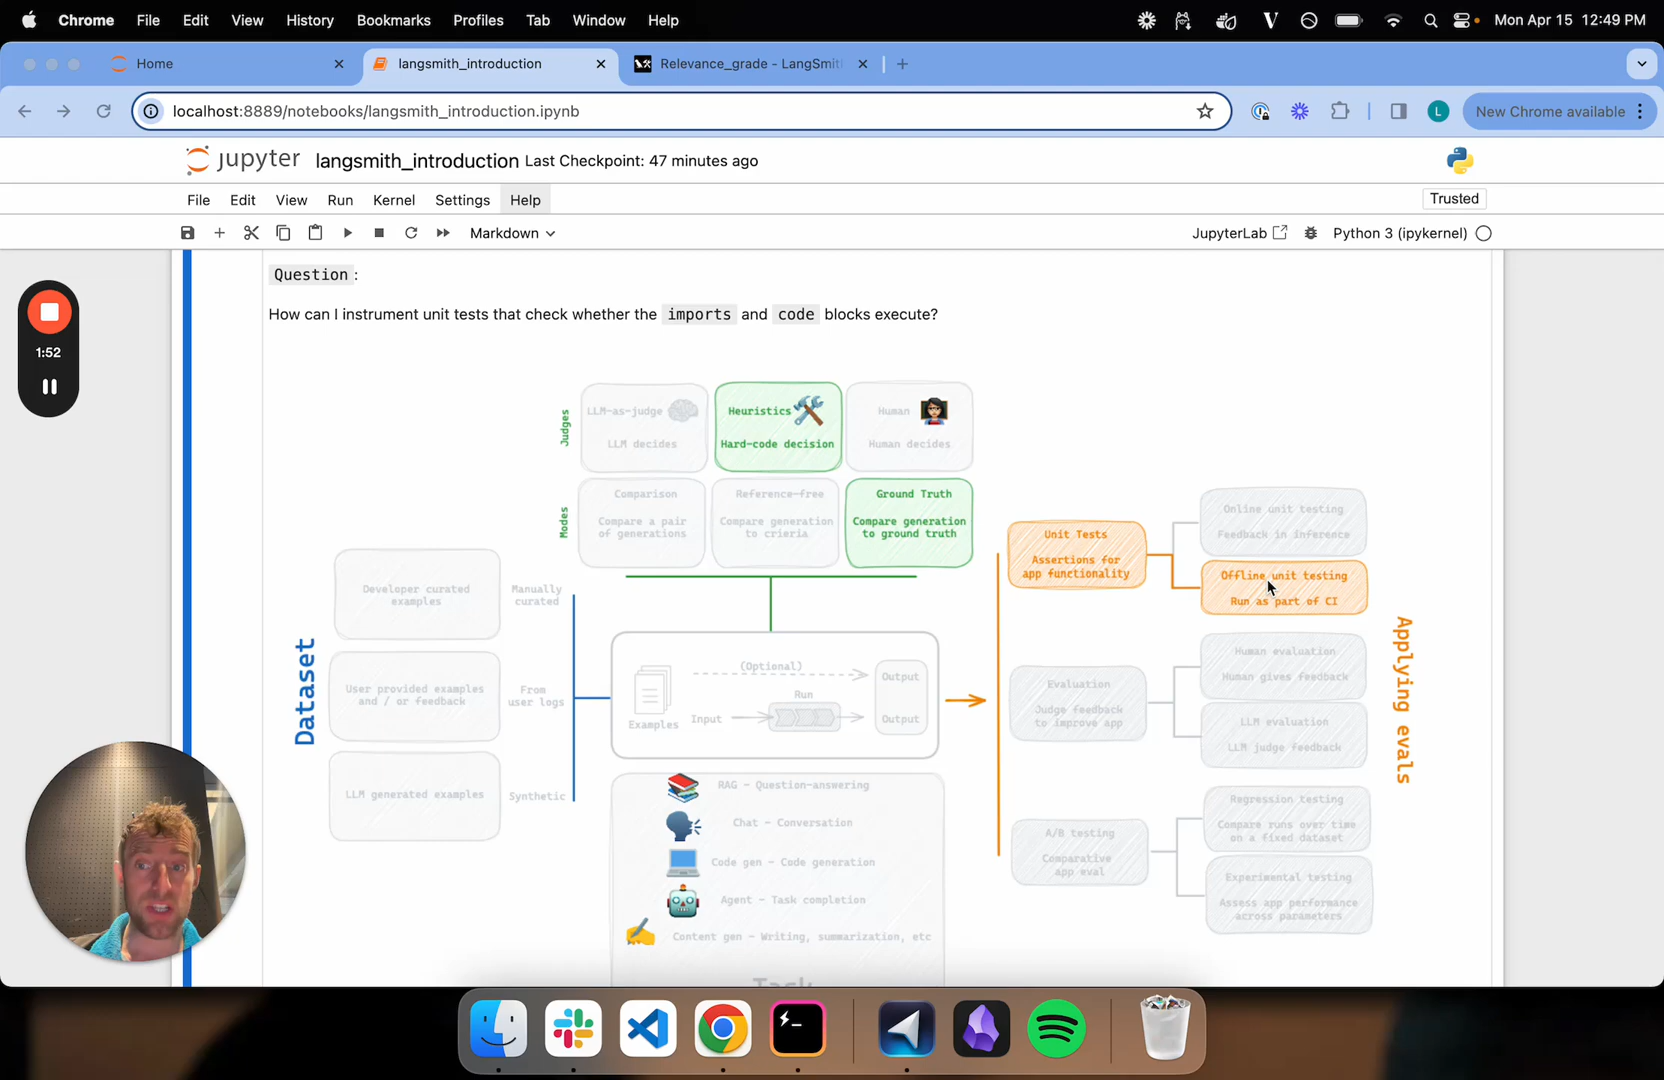 Chrome File Edit View History Bookmarks Profiles Tab Window Help Mon Apr 15 12:49 PM
Home langsmith_introduction Relevance_grade - LangSmit
localhost:8889/notebooks/langsmith_introduction.ipynb L New Chrome available
jupyter langsmith_introduction Last Checkpoint: 47 minutes ago
File Edit View Run Kernel Settings Help Trusted
Markdown JupyterLab Python 3 (ipykernel)
Question:
How can I instrument unit tests that check whether the imports and code blocks execute?
1:52
Judges
LLM-as-judge
LLM decides
Heuristics
Hard-code decision
Human
Human decides
Modes
Comparison
Compare a pair
of generations
Reference-free
Compare generation
to crieria
Ground Truth
Compare generation
to ground truth
Dataset
Developer curated
examples
Manually
curated
User provided examples
and / or feedback
From
user logs
LLM generated examples
Synthetic
Examples
(Optional)
Input
Run
Output
Output
RAG - Question-answering
Chat - Conversation
Code gen - Code generation
Agent - Task completion
Content gen - Writing, summarization, etc
Task
Unit Tests
Assertions for
app functionality
Online unit testing
Feedback in inference
Offline unit testing
Run as part of CI
Evaluation
Judge feedback
to improve app
Human evaluation
Human gives feedback
LLM evaluation
LLM judge feedback
A/B testing
Comparative
app eval
Regression testing
Compare runs over time
on a fixed dataset
Experimental testing
Assess app performance
across parameters
Applying evals